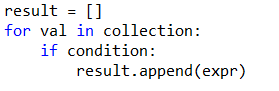 result = []
for val in collection:
    if condition:
        result.append(expr)